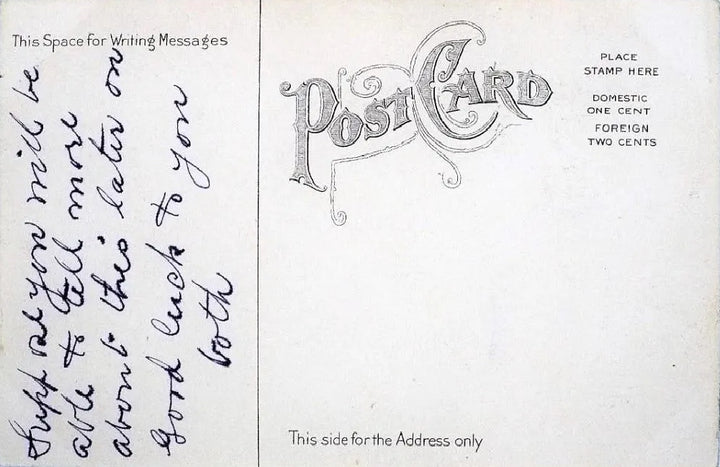 This Space for Writing Messages
Suppose you will be
able to tell more
about this later on
Good luck to you
both
POST CARD
PLACE
STAMP HERE
DOMESTIC
ONE CENT
FOREIGN
TWO CENTS
This side for the Address only